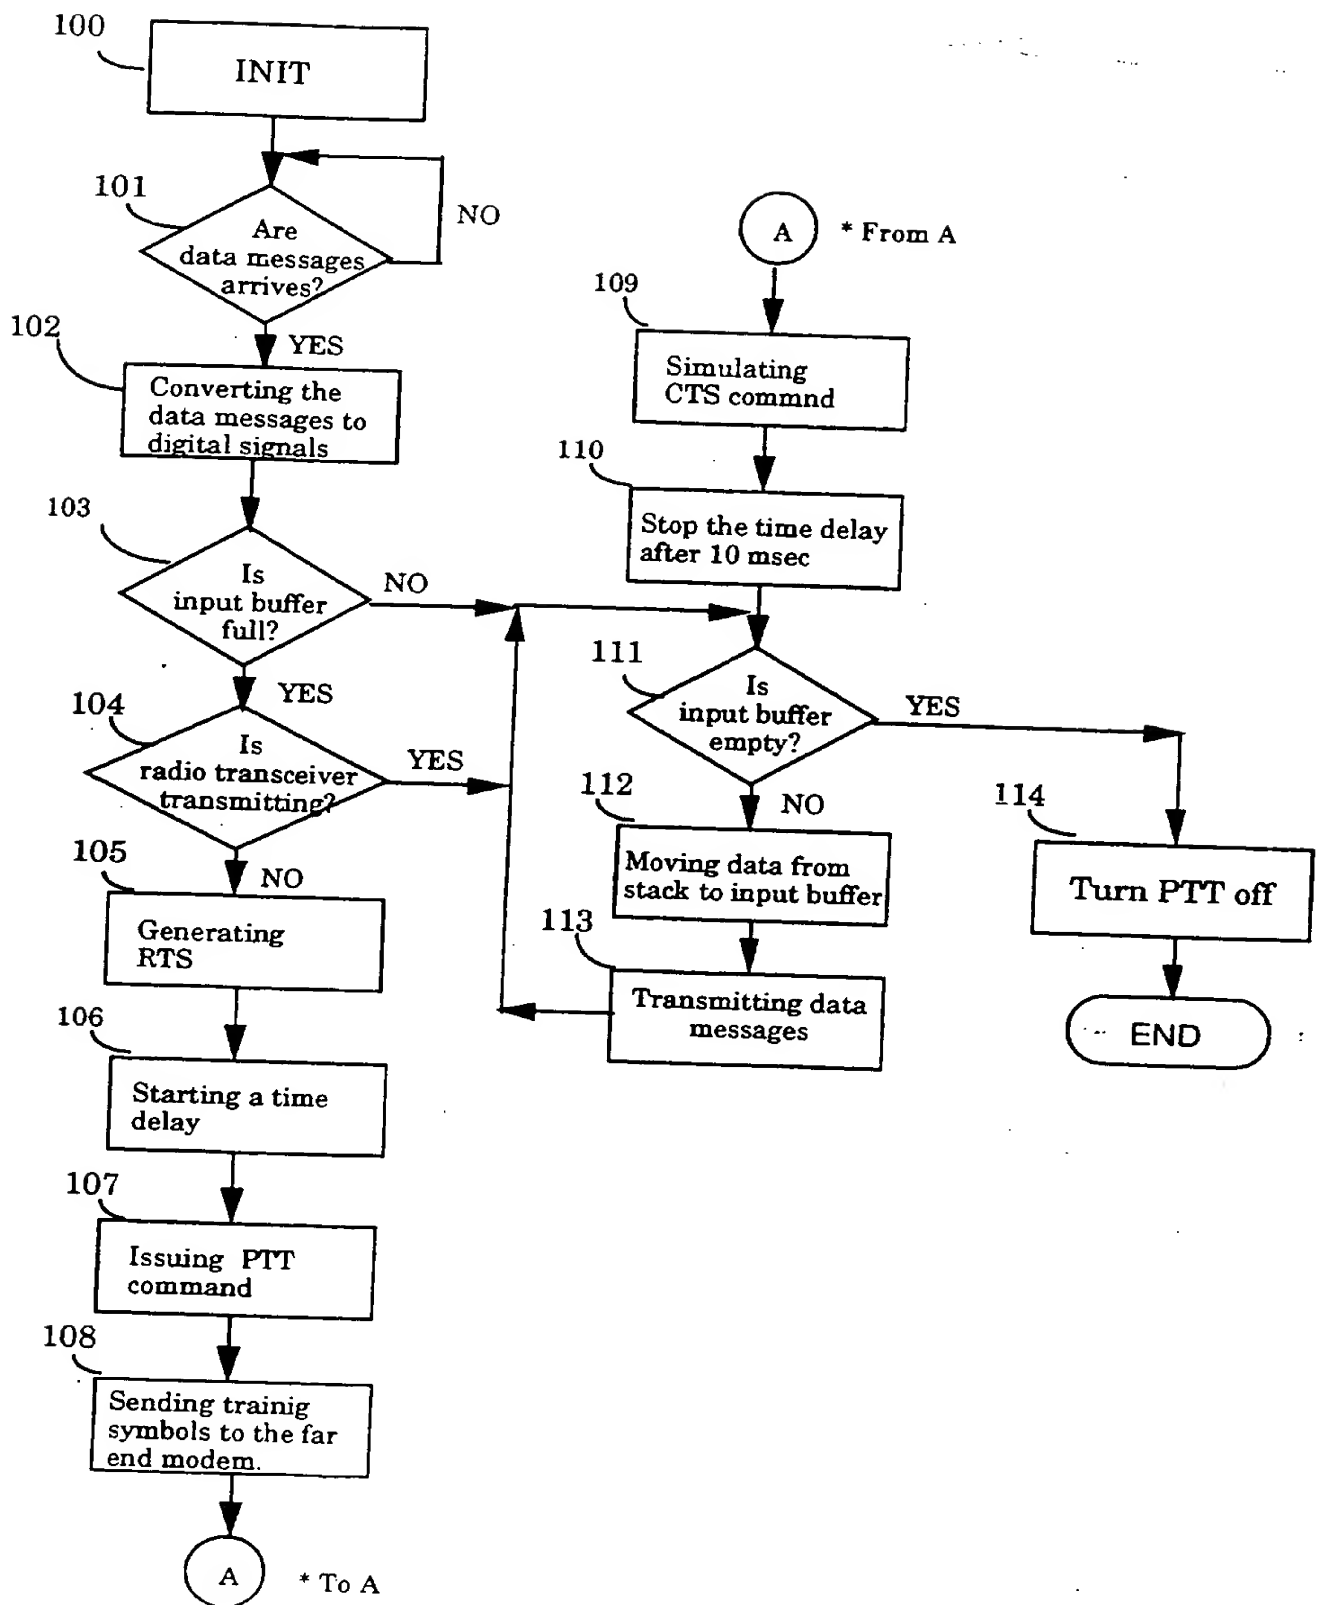 100
INIT
101
Are
data messages
arrives?
NO
YES
102
Converting the
data messages to
digital signals
103
Is
input buffer
full?
NO
YES
104
Is
radio transceiver
transmitting?
YES
NO
105
Generating
RTS
106
Starting a time
delay
107
Issuing PTT
command
108
Sending trainig
symbols to the far
end modem.
A
* To A
A
* From A
109
Simulating
CTS commnd
110
Stop the time delay
after 10 msec
111
Is
input buffer
empty?
YES
NO
112
Moving data from
stack to input buffer
113
Transmitting data
messages
114
Turn PTT off
END